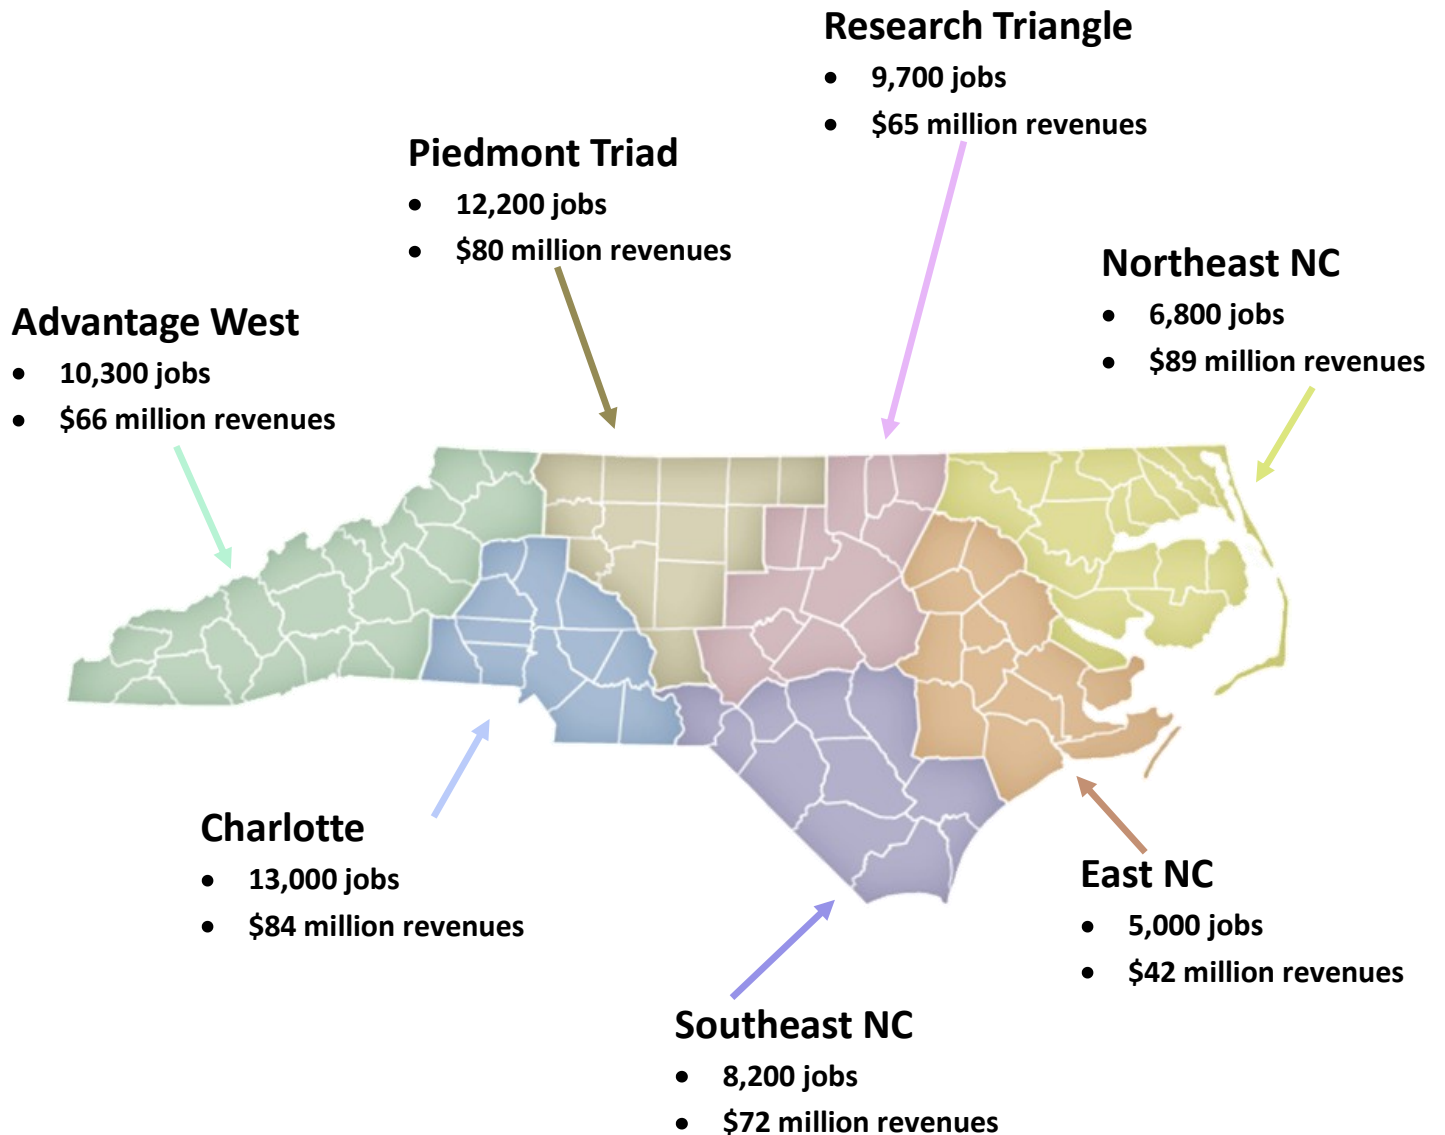 Research Triangle
• 9,700 jobs
• $65 million revenues
Piedmont Triad
• 12,200 jobs
• $80 million revenues
Northeast NC
• 6,800 jobs
• $89 million revenues
Advantage West
• 10,300 jobs
• $66 million revenues
Charlotte
• 13,000 jobs
• $84 million revenues
East NC
• 5,000 jobs
• $42 million revenues
Southeast NC
• 8,200 jobs
• $72 million revenues